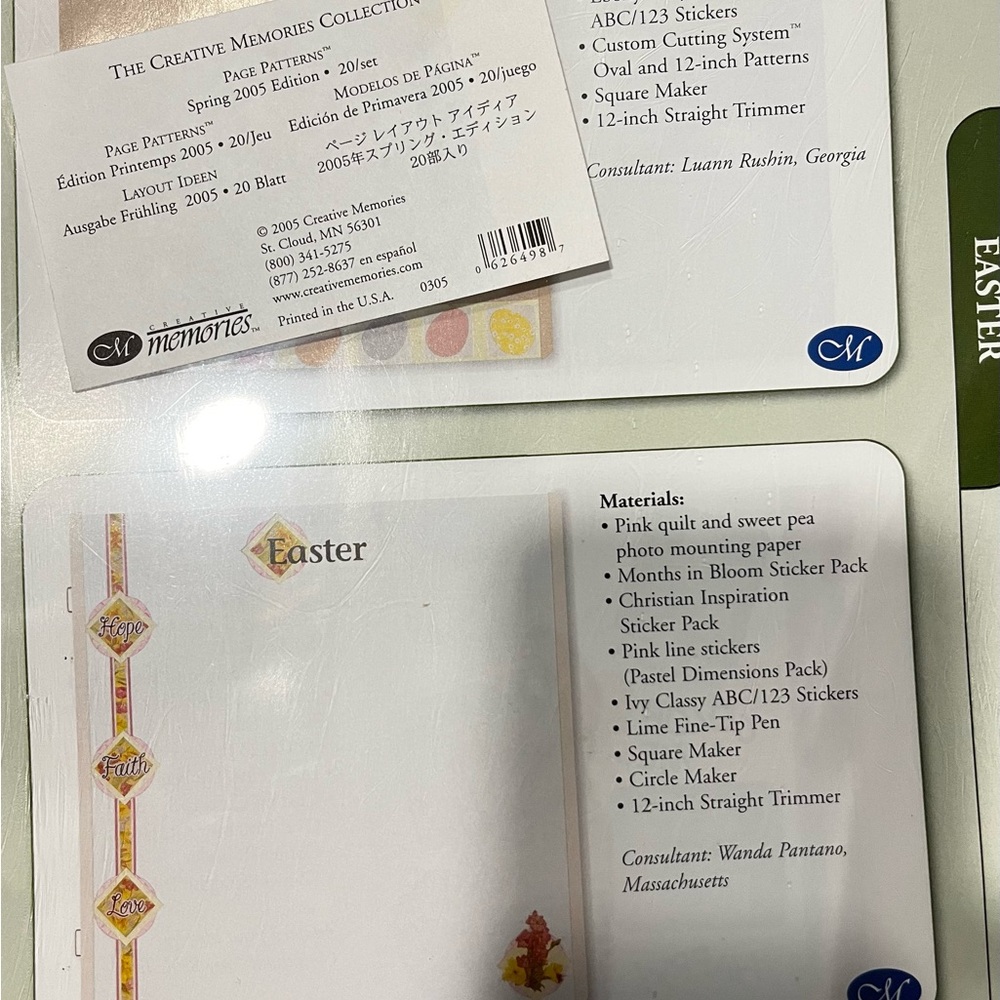 THE CREATIVE MEMORIES COLLECTION
PAGE PATTERNS™
Spring 2005 Edition • 20/set
MODELOS DE PÁGINA™
Edición de Primavera 2005 • 20/juego
PAGE PATTERNS™
Édition Printemps 2005 • 20/Jeu
ページ レイアウト アイディア
2005年スプリング・エディション
20部入り
LAYOUT IDEEN
Ausgabe Frühling 2005 • 20 Blatt
© 2005 Creative Memories
St. Cloud, MN 56301
(800) 341-5275
(877) 252-8637 en español
www.creativememories.com
Printed in the U.S.A. 0305
0 626498 7
CM CREATIVE
memories™
ABC/123 Stickers
• Custom Cutting System™
Oval and 12-inch Patterns
• Square Maker
• 12-inch Straight Trimmer
Consultant: Luann Rushin, Georgia
CM
EASTER
Easter
Hope
Faith
Love
Materials:
• Pink quilt and sweet pea
photo mounting paper
• Months in Bloom Sticker Pack
• Christian Inspiration
Sticker Pack
• Pink line stickers
(Pastel Dimensions Pack)
• Ivy Classy ABC/123 Stickers
• Lime Fine-Tip Pen
• Square Maker
• Circle Maker
• 12-inch Straight Trimmer
Consultant: Wanda Pantano,
Massachusetts
CM